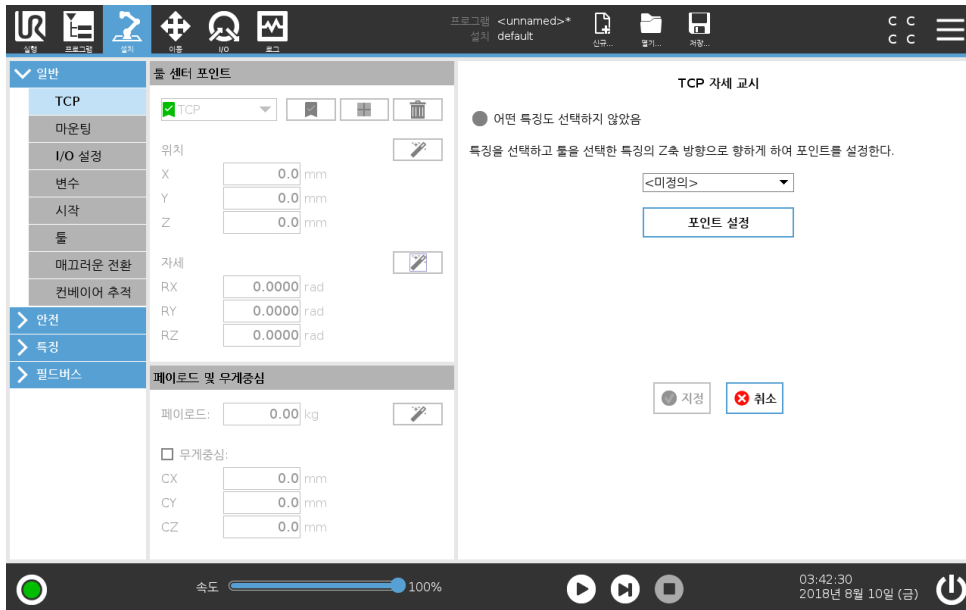 UR
프로그램 <unnamed>*
설치 default
C C
C C
실행 프로그램 설치 이동 I/O 로그 신규... 열기... 저장...
일반
TCP
마운팅
I/O 설정
변수
시작
툴
매끄러운 전환
컨베이어 추적
안전
특징
필드버스
툴 센터 포인트
TCP
위치
X 0.0 mm
Y 0.0 mm
Z 0.0 mm
자세
RX 0.0000 rad
RY 0.0000 rad
RZ 0.0000 rad
페이로드 및 무게중심
페이로드: 0.00 kg
무게중심:
CX 0.0 mm
CY 0.0 mm
CZ 0.0 mm
TCP 자세 교시
어떤 특징도 선택하지 않았음
특징을 선택하고 툴을 선택한 특징의 Z축 방향으로 향하게 하여 포인트를 설정한다.
<미정의>
포인트 설정
지정 취소
속도 100%
03:42:30
2018년 8월 10일 (금)